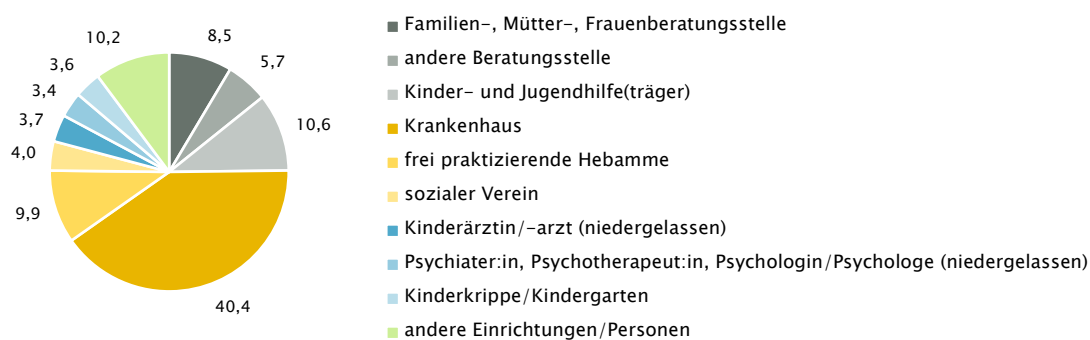 8,5
5,7
10,6
40,4
9,9
4,0
3,7
3,4
3,6
10,2
Familien-, Mütter-, Frauenberatungsstelle
andere Beratungsstelle
Kinder- und Jugendhilfe(träger)
Krankenhaus
frei praktizierende Hebamme
sozialer Verein
Kinderärztin/-arzt (niedergelassen)
Psychiater:in, Psychotherapeut:in, Psychologin/Psychologe (niedergelassen)
Kinderkrippe/Kindergarten
andere Einrichtungen/Personen